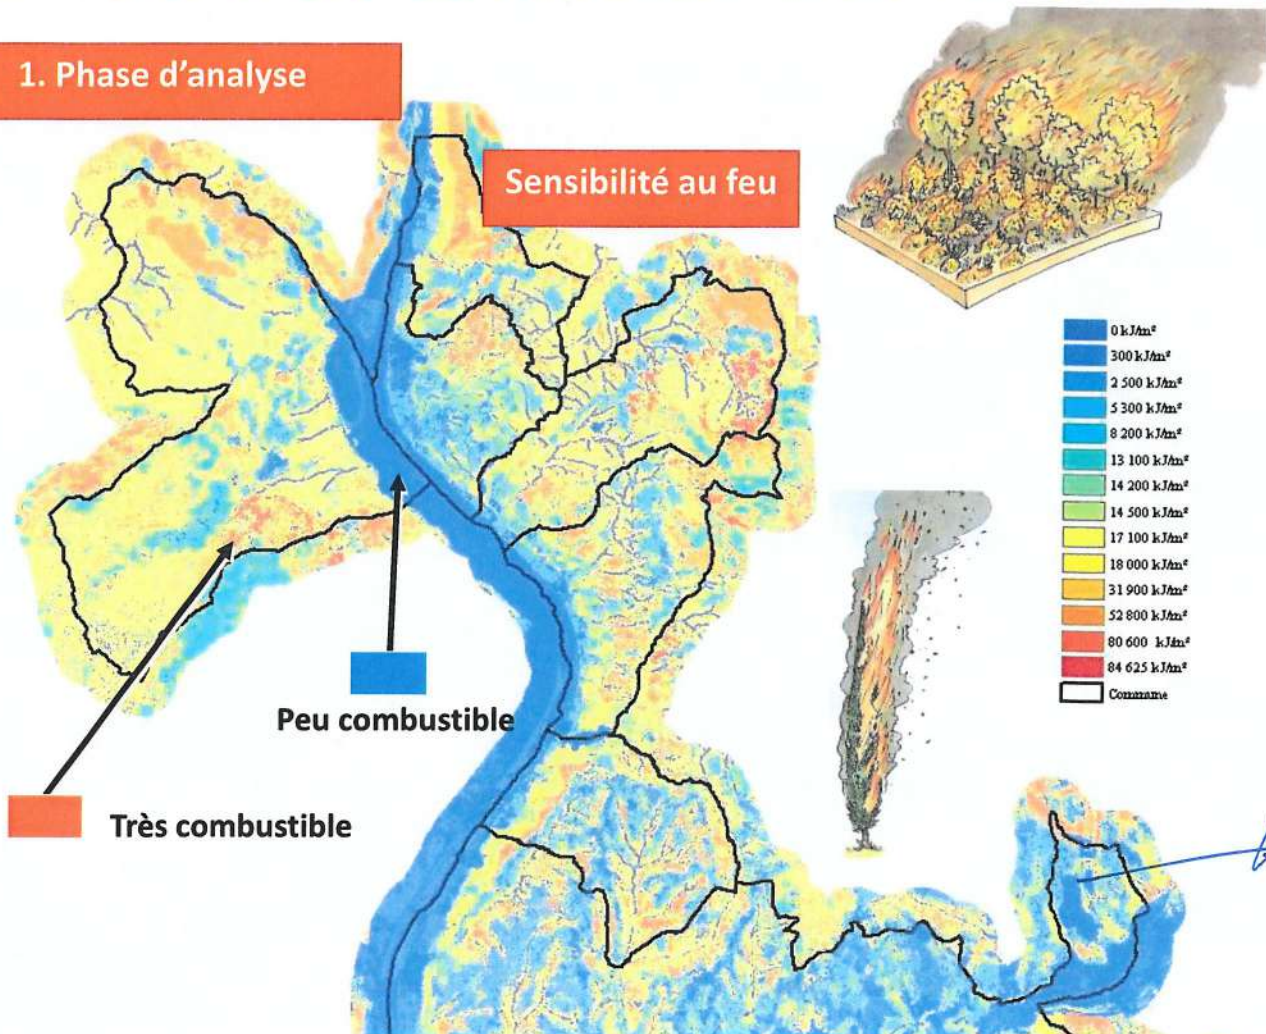 1. Phase d'analyse
Sensibilité au feu
0 kJ/m²
300 kJ/m²
2 500 kJ/m²
5 300 kJ/m²
8 200 kJ/m²
13 100 kJ/m²
14 200 kJ/m²
14 500 kJ/m²
17 100 kJ/m²
18 000 kJ/m²
31 900 kJ/m²
52 800 kJ/m²
80 600 kJ/m²
84 625 kJ/m²
Commune
Peu combustible
Très combustible